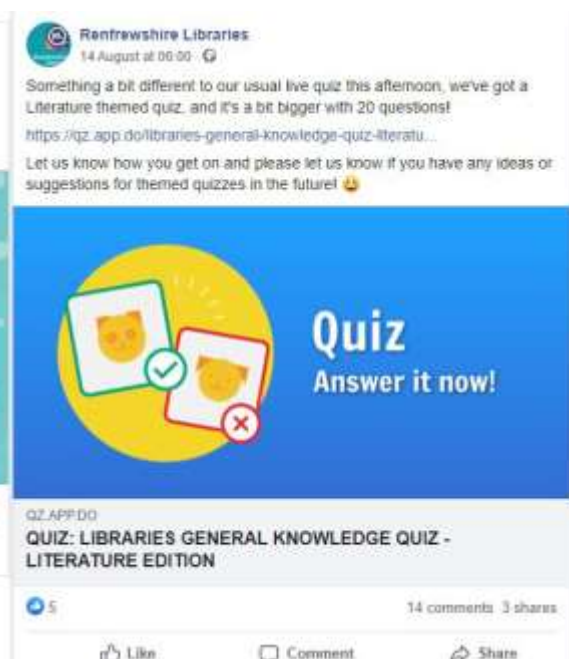 Renfrewshire Libraries
14 August at 06:00
Something a bit different to our usual live quiz this afternoon, we've got a
Literature themed quiz, and it's a bit bigger with 20 questions!
https://qz.app.do/libraries-general-knowledge-quiz-literatu...
Let us know how you get on and please let us know if you have any ideas or
suggestions for themed quizzes in the future!
Quiz
Answer it now!
QZ.APP.DO
QUIZ: LIBRARIES GENERAL KNOWLEDGE QUIZ -
LITERATURE EDITION
5
14 comments 3 shares
Like Comment Share